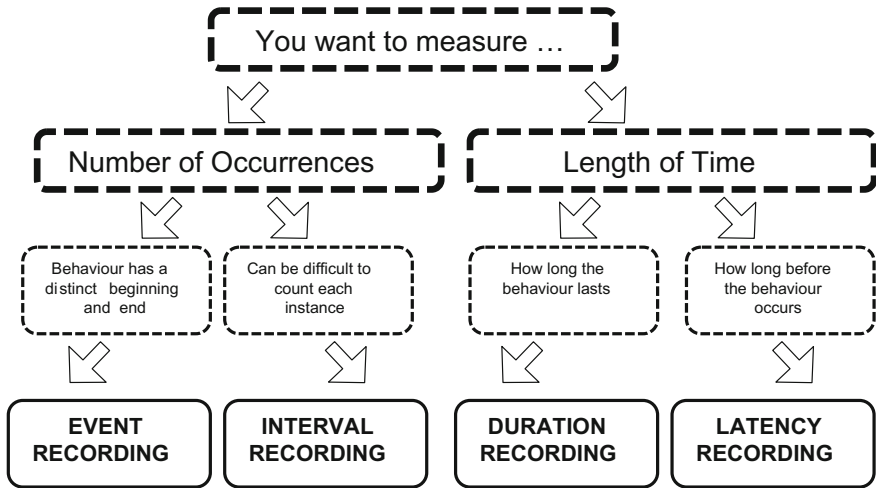 You want to measure …
Number of Occurrences
Length of Time
Behaviour has a
distinct beginning
and end
Can be difficult to
count each
instance
How long the
behaviour lasts
How long before
the behaviour
occurs
EVENT
RECORDING
INTERVAL
RECORDING
DURATION
RECORDING
LATENCY
RECORDING